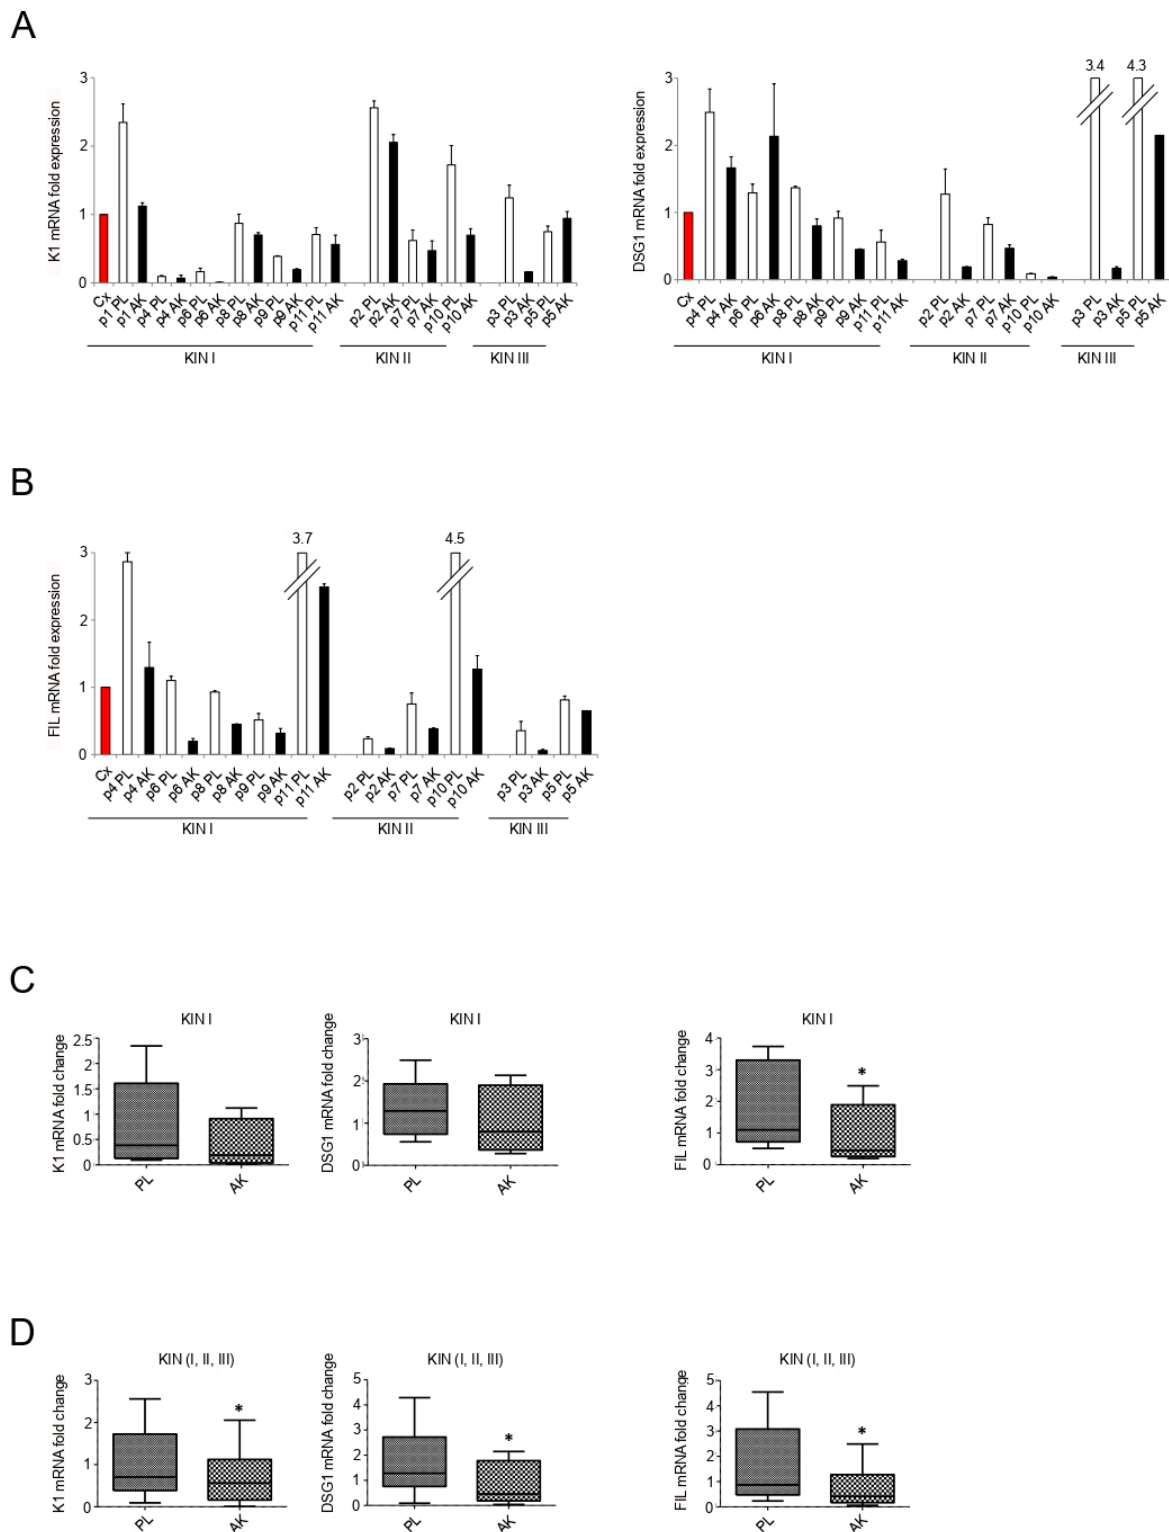 A
K1 mRNA fold expression
3
2
1
0
Cx
p1 PL
p1 AK
p4 PL
p4 AK
p6 PL
p6 AK
p8 PL
p8 AK
p9 PL
p9 AK
p11 PL
p11 AK
p2 PL
p2 AK
p7 PL
p7 AK
p10 PL
p10 AK
p3 PL
p3 AK
p5 PL
p5 AK
KIN I
KIN II
KIN III
DSG1 mRNA fold expression
3
2
1
0
3.4
4.3
Cx
p4 PL
p4 AK
p6 PL
p6 AK
p8 PL
p8 AK
p9 PL
p9 AK
p11 PL
p11 AK
p2 PL
p2 AK
p7 PL
p7 AK
p10 PL
p10 AK
p3 PL
p3 AK
p5 PL
p5 AK
KIN I
KIN II
KIN III
B
FIL mRNA fold expression
3
2
1
0
3.7
4.5
Cx
p4 PL
p4 AK
p6 PL
p6 AK
p8 PL
p8 AK
p9 PL
p9 AK
p11 PL
p11 AK
p2 PL
p2 AK
p7 PL
p7 AK
p10 PL
p10 AK
p3 PL
p3 AK
p5 PL
p5 AK
KIN I
KIN II
KIN III
C
KIN I
K1 mRNA fold change
2.5
2
1.5
1
0.5
0
PL
AK
KIN I
DSG1 mRNA fold change
3
2
1
0
PL
AK
KIN I
FIL mRNA fold change
4
3
2
1
0
*
PL
AK
D
KIN (I, II, III)
K1 mRNA fold change
3
2
1
0
*
PL
AK
KIN (I, II, III)
DSG1 mRNA fold change
5
4
3
2
1
0
*
PL
AK
KIN (I, II, III)
FIL mRNA fold change
5
4
3
2
1
0
*
PL
AK